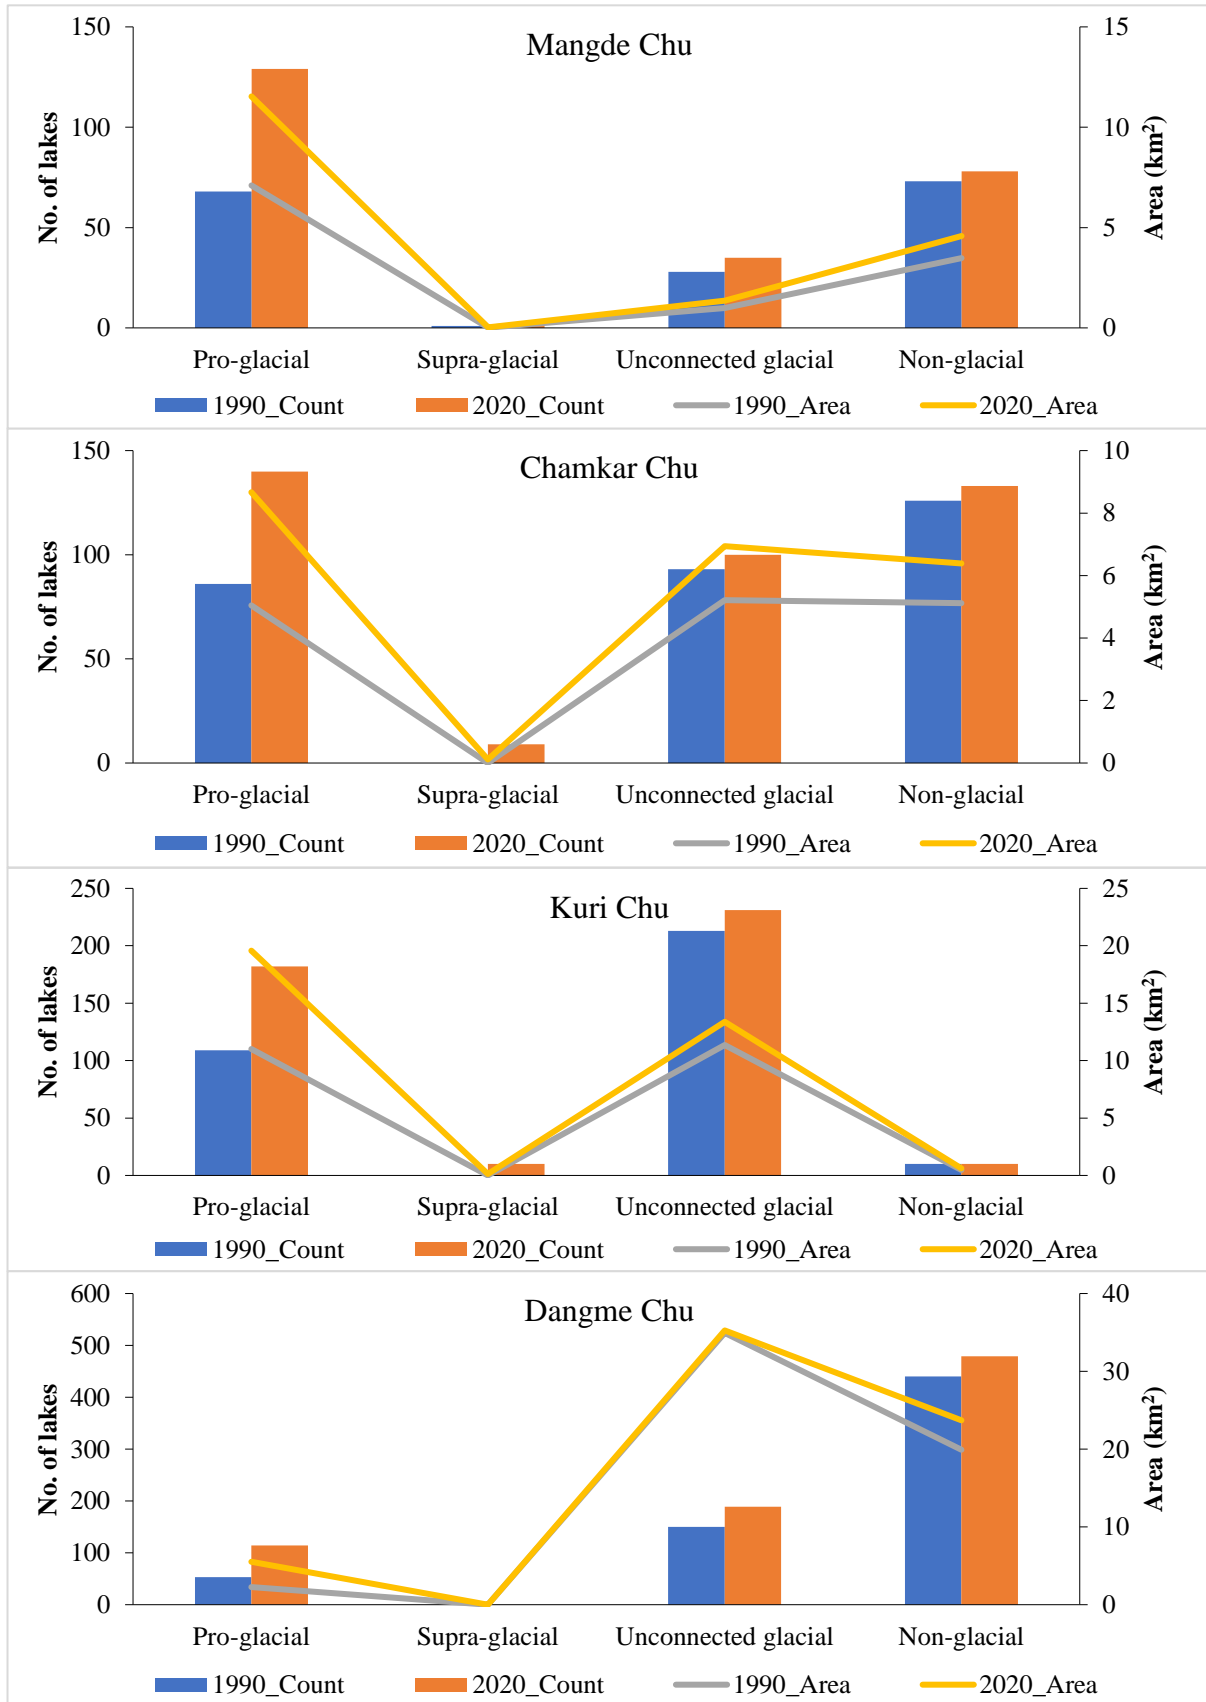 Mangde Chu
No. of lakes
150
100
50
0
15
10
5
0
Area (km²)
Pro-glacial Supra-glacial Unconnected glacial Non-glacial
1990_Count 2020_Count 1990_Area 2020_Area
Chamkar Chu
No. of lakes
150
100
50
0
10
8
6
4
2
0
Area (km²)
Pro-glacial Supra-glacial Unconnected glacial Non-glacial
1990_Count 2020_Count 1990_Area 2020_Area
Kuri Chu
No. of lakes
250
200
150
100
50
0
25
20
15
10
5
0
Area (km²)
Pro-glacial Supra-glacial Unconnected glacial Non-glacial
1990_Count 2020_Count 1990_Area 2020_Area
Dangme Chu
No. of lakes
600
500
400
300
200
100
0
40
30
20
10
0
Area (km²)
Pro-glacial Supra-glacial Unconnected glacial Non-glacial
1990_Count 2020_Count 1990_Area 2020_Area